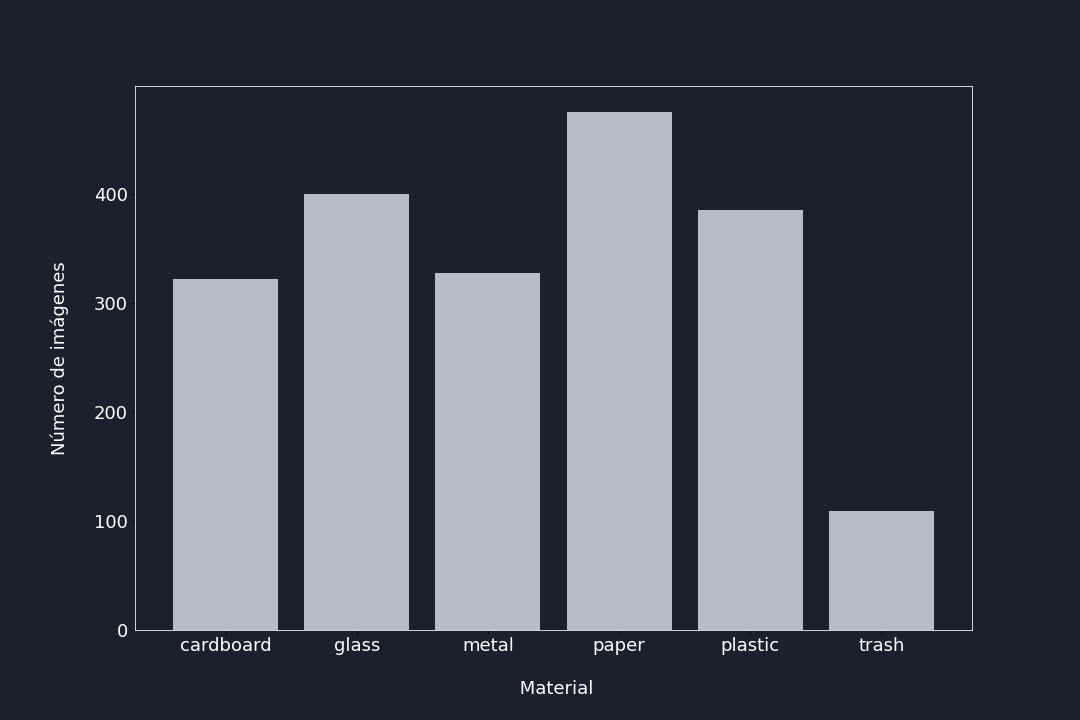 400
300
200
100
0
Número de imágenes
cardboard glass metal paper plastic trash
Material